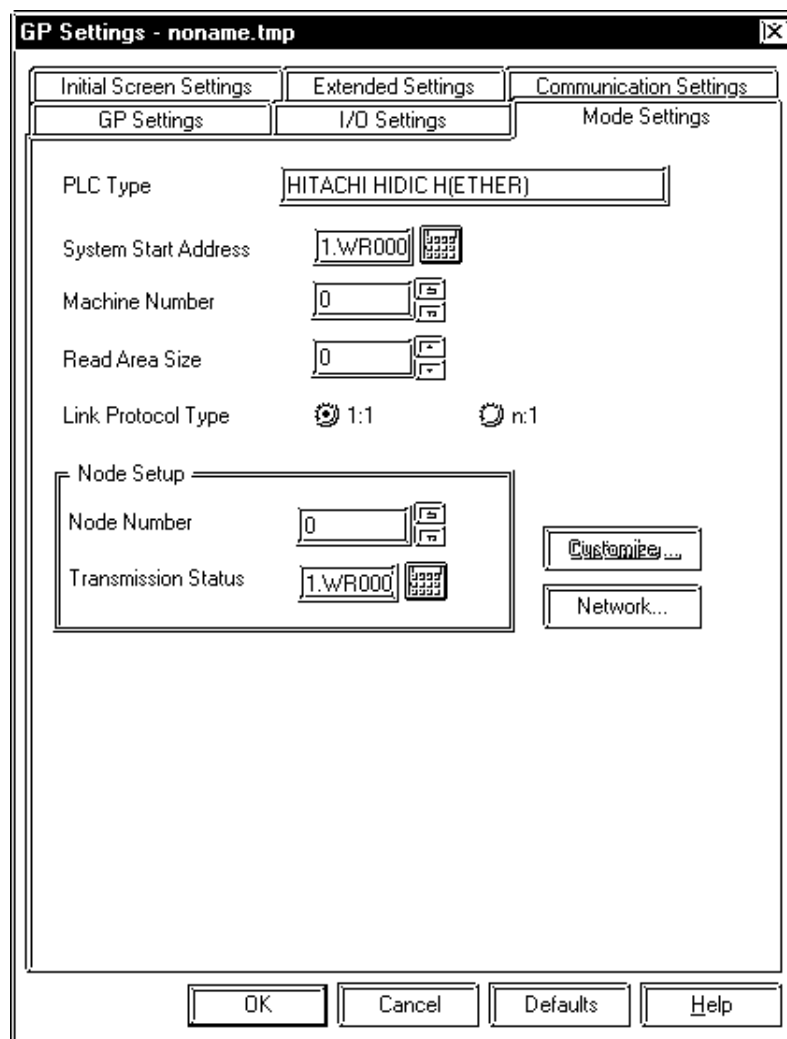 GP Settings - noname.tmp
Initial Screen Settings Extended Settings Communication Settings
GP Settings I/O Settings Mode Settings
PLC Type HITACHI HIDIC H(ETHER)
System Start Address 1.WR000
Machine Number 0
Read Area Size 0
Link Protocol Type 1:1 n:1
Node Setup
Node Number 0
Customize...
Transmission Status 1.WR000
Network...
OK Cancel Defaults Help